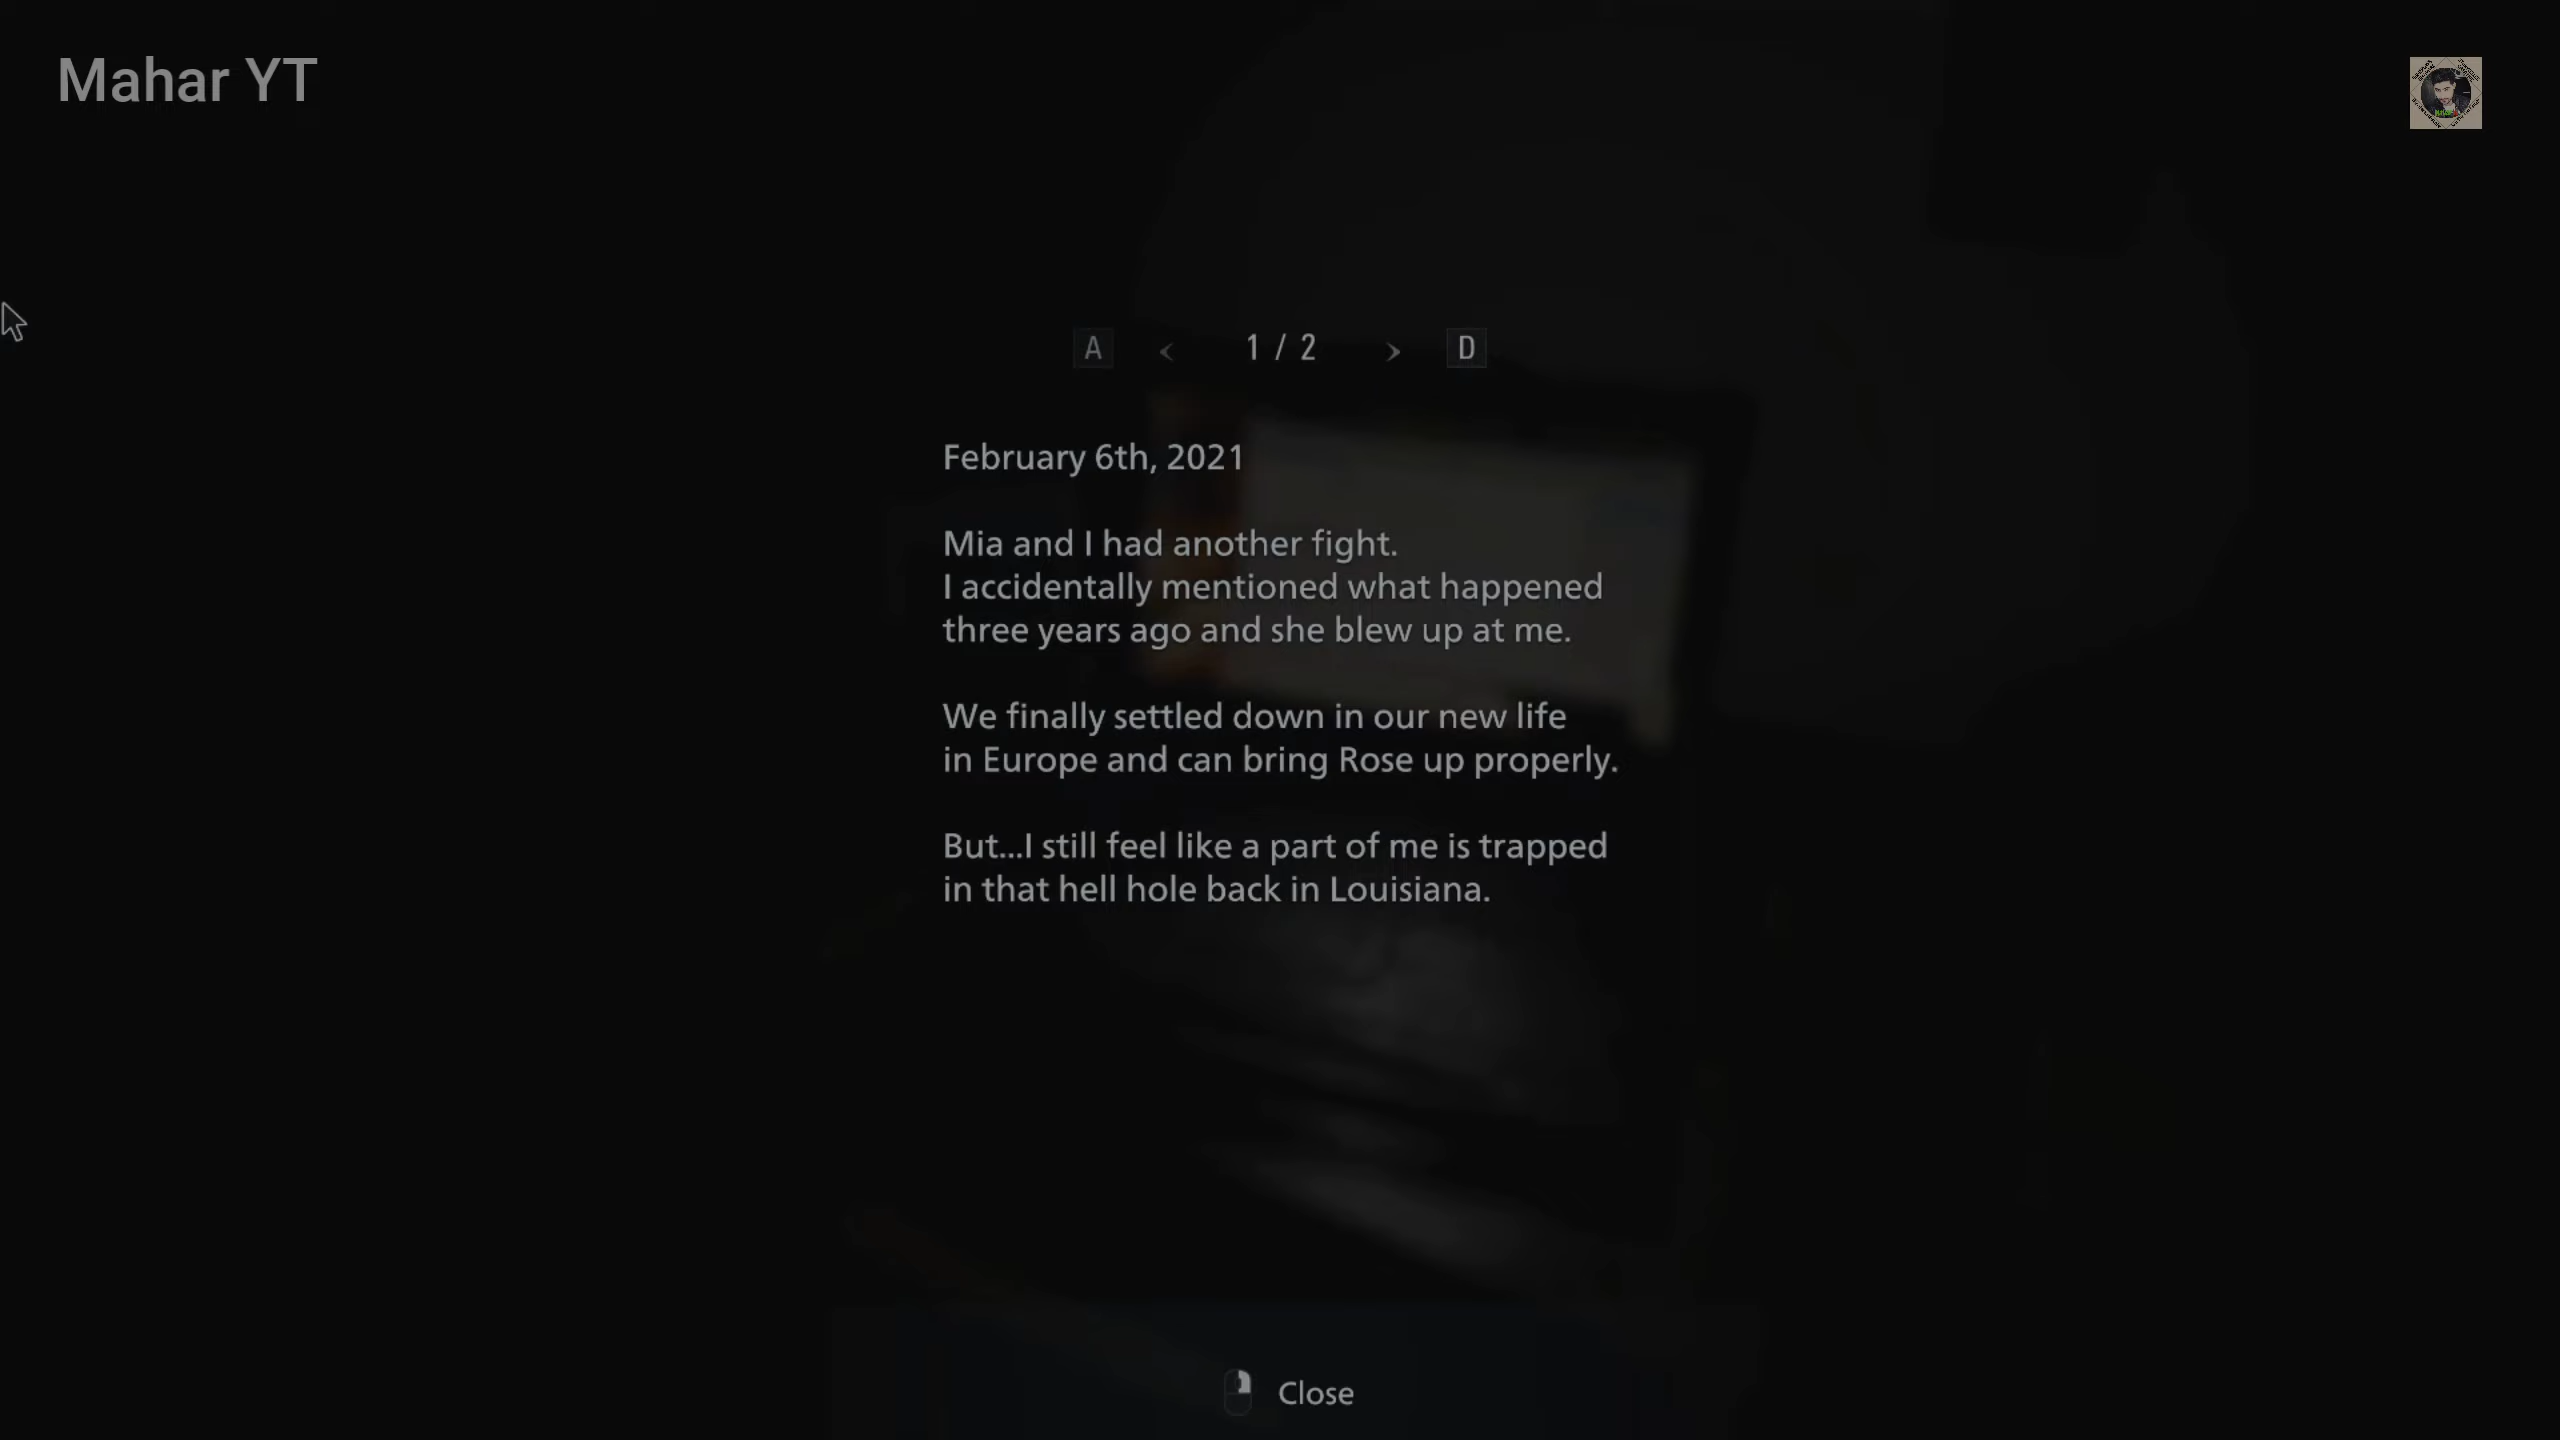 Mahar YT
A < 1 / 2 > D
February 6th, 2021
Mia and I had another fight.
I accidentally mentioned what happened
three years ago and she blew up at me.
We finally settled down in our new life
in Europe and can bring Rose up properly.
But...I still feel like a part of me is trapped
in that hell hole back in Louisiana.
Close